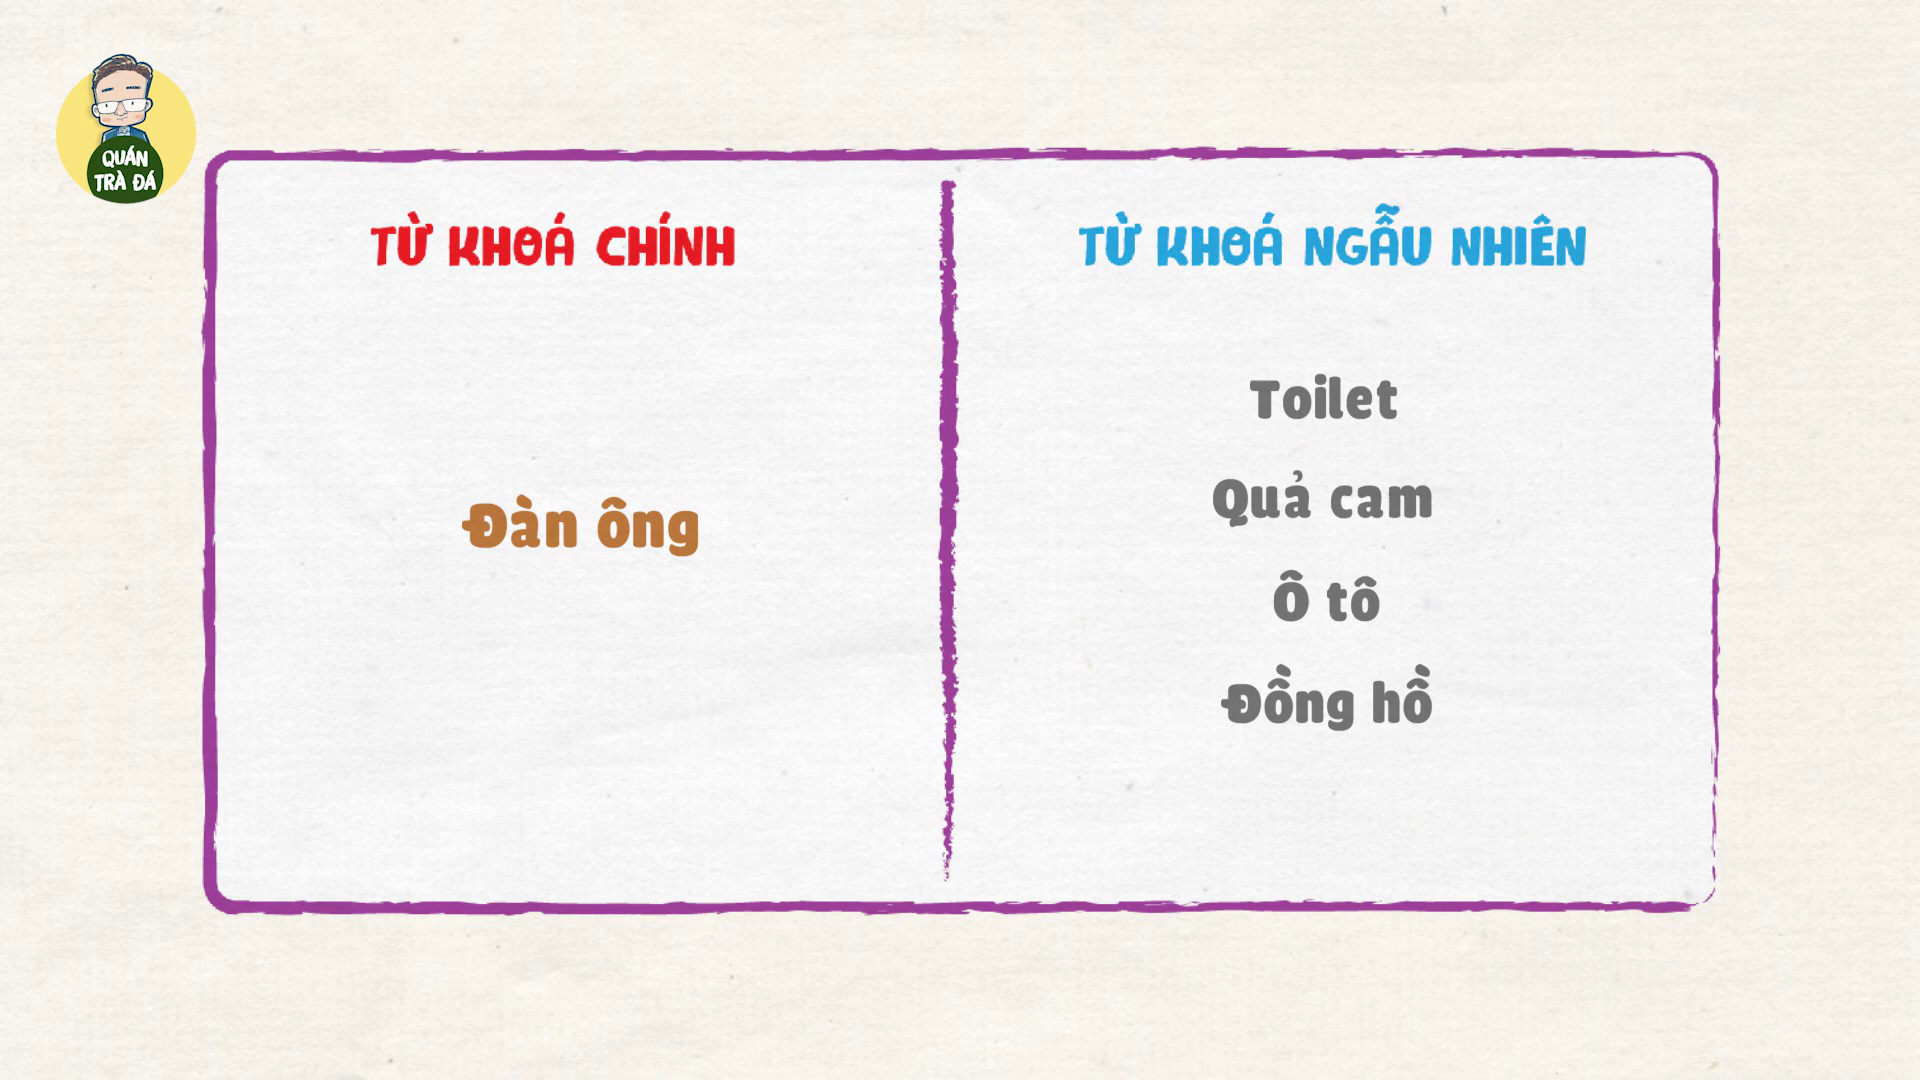 QUÁN
TRÀ ĐÁ
TỪ KHOÁ CHÍNH
Đàn ông
TỪ KHOÁ NGẪU NHIÊN
Toilet
Quả cam
Ô tô
Đồng hồ